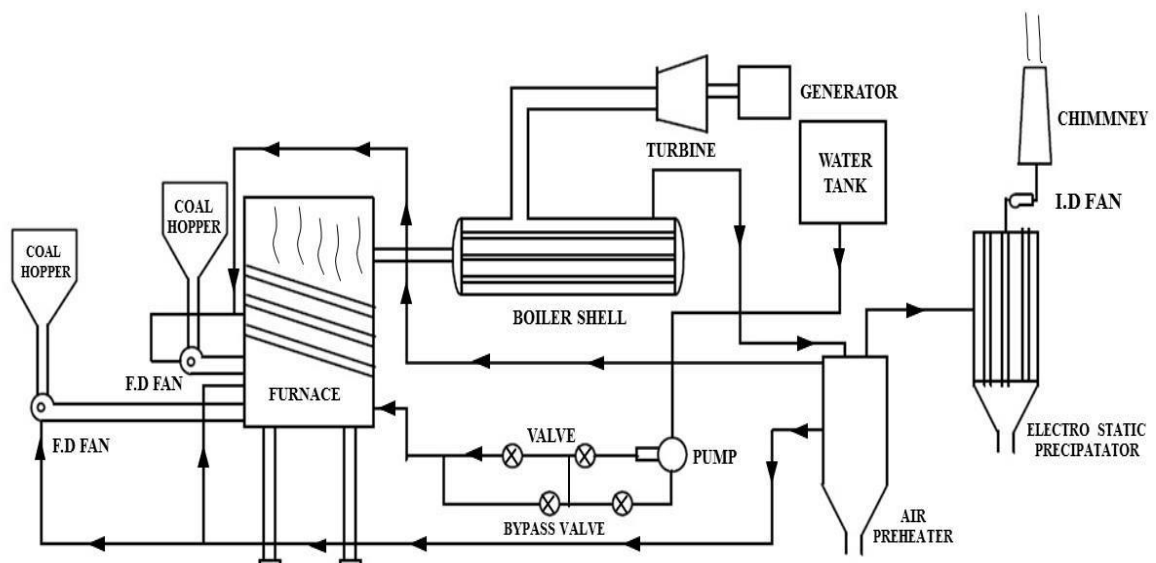 GENERATOR
CHIMMNEY
TURBINE
WATER
TANK
COAL
HOPPER
I.D FAN
COAL
HOPPER
BOILER SHELL
F.D FAN
FURNACE
F.D FAN
VALVE
PUMP
ELECTRO STATIC
PRECIPATATOR
BYPASS VALVE
AIR
PREHEATER